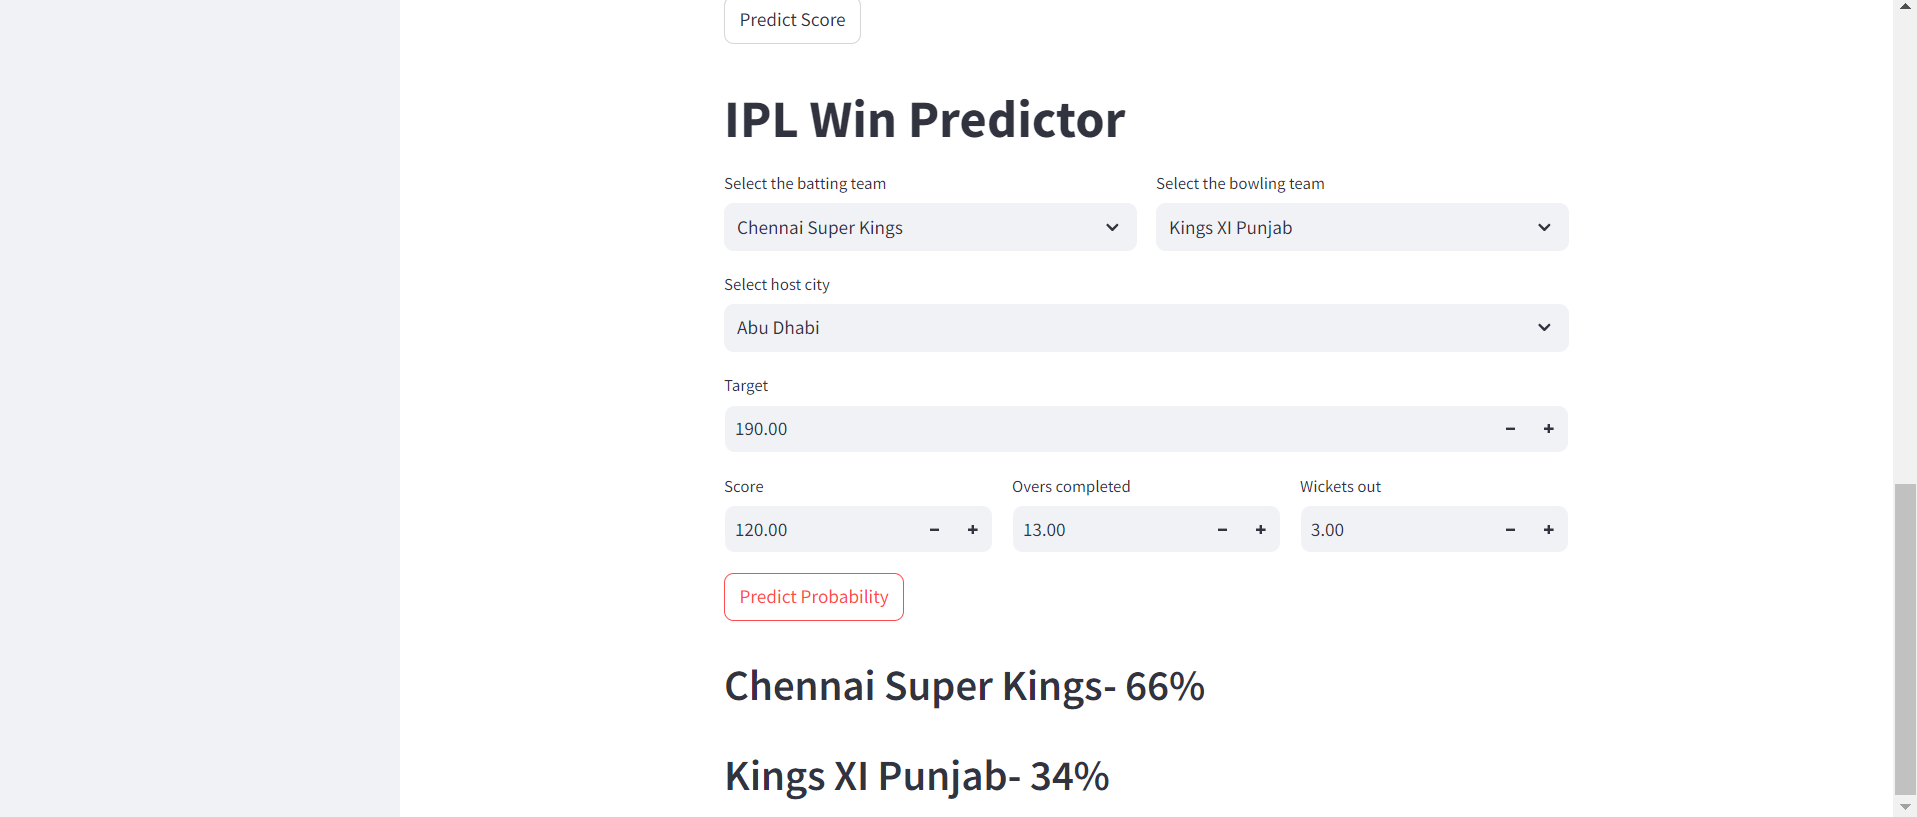 Predict Score
IPL Win Predictor
Select the batting team
Select the bowling team
Chennai Super Kings
Kings XI Punjab
Select host city
Abu Dhabi
Target
190.00
Score
Overs completed
Wickets out
120.00
13.00
3.00
Predict Probability
Chennai Super Kings- 66%
Kings XI Punjab- 34%